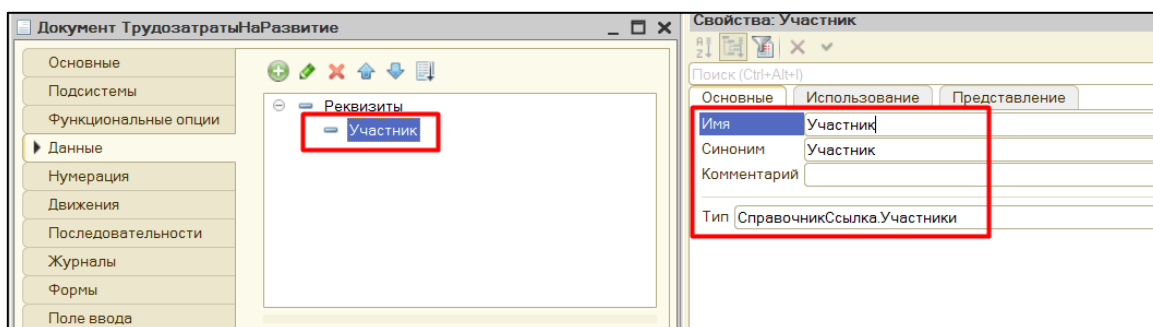 Документ ТрудозатратыНаРазвитие
Основные
Подсистемы
Функциональные опции
Данные
Нумерация
Движения
Последовательности
Журналы
Формы
Поле ввода
Реквизиты
Участник
Свойства: Участник
Поиск (Ctrl+Alt+I)
Основные Использование Представление
Имя Участник
Синоним Участник
Комментарий
Тип СправочникСсылка.Участники